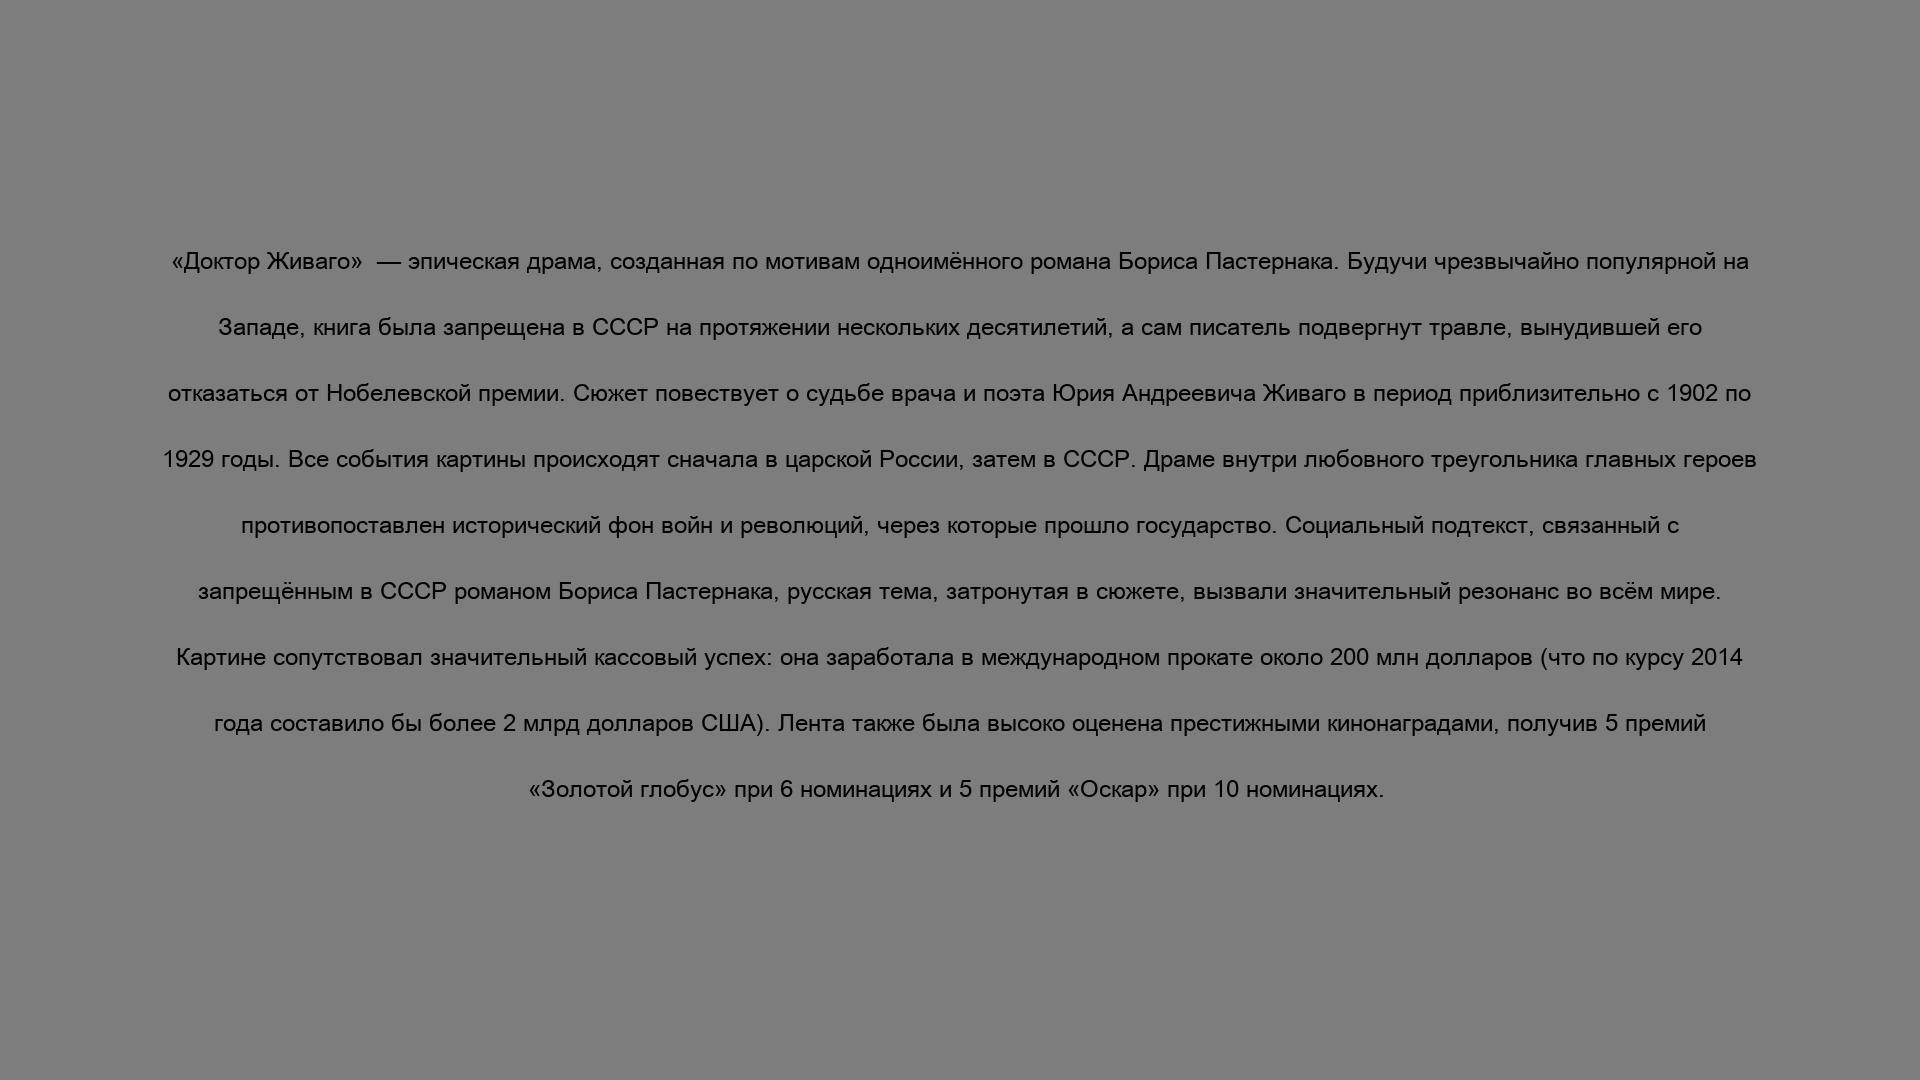 «Доктор Живаго»  — эпическая драма, созданная по мотивам одноимённого романа Бориса Пастернака. Будучи чрезвычайно популярной на
Западе, книга была запрещена в СССР на протяжении нескольких десятилетий, а сам писатель подвергнут травле, вынудившей его
отказаться от Нобелевской премии. Сюжет повествует о судьбе врача и поэта Юрия Андреевича Живаго в период приблизительно с 1902 по
1929 годы. Все события картины происходят сначала в царской России, затем в СССР. Драме внутри любовного треугольника главных героев
противопоставлен исторический фон войн и революций, через которые прошло государство. Социальный подтекст, связанный с
запрещённым в СССР романом Бориса Пастернака, русская тема, затронутая в сюжете, вызвали значительный резонанс во всём мире.
Картине сопутствовал значительный кассовый успех: она заработала в международном прокате около 200 млн долларов (что по курсу 2014
года составило бы более 2 млрд долларов США). Лента также была высоко оценена престижными кинонаградами, получив 5 премий
«Золотой глобус» при 6 номинациях и 5 премий «Оскар» при 10 номинациях.